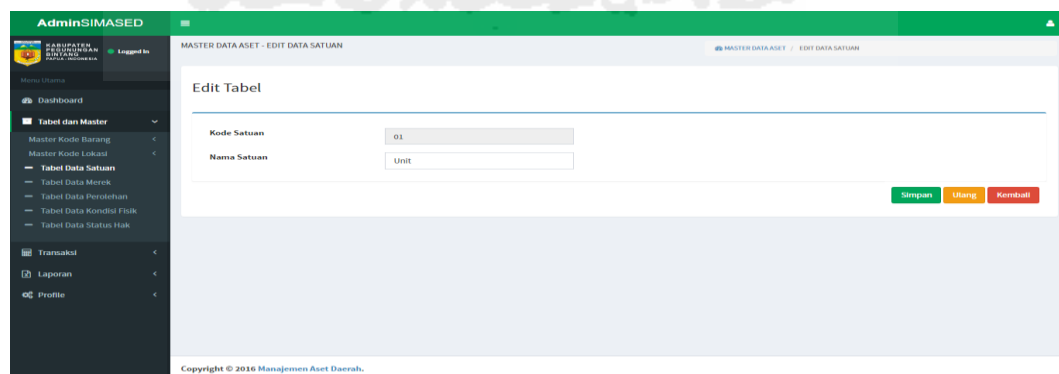 AdminSIMASED
KABUPATEN
PEGUNUNGAN
BINTANG
PAPUA-INDONESIA
Logged In
Menu Utama
Dashboard
Tabel dan Master
Master Kode Barang
Master Kode Lokasi
Tabel Data Satuan
Tabel Data Merek
Tabel Data Perolehan
Tabel Data Kondisi Fisik
Tabel Data Status Hak
Transaksi
Laporan
Profile
MASTER DATA ASET - EDIT DATA SATUAN
MASTER DATA ASET / EDIT DATA SATUAN
Edit Tabel
Kode Satuan
01
Nama Satuan
Unit
Simpan
Ulang
Kembali
Copyright © 2016 Manajemen Aset Daerah.